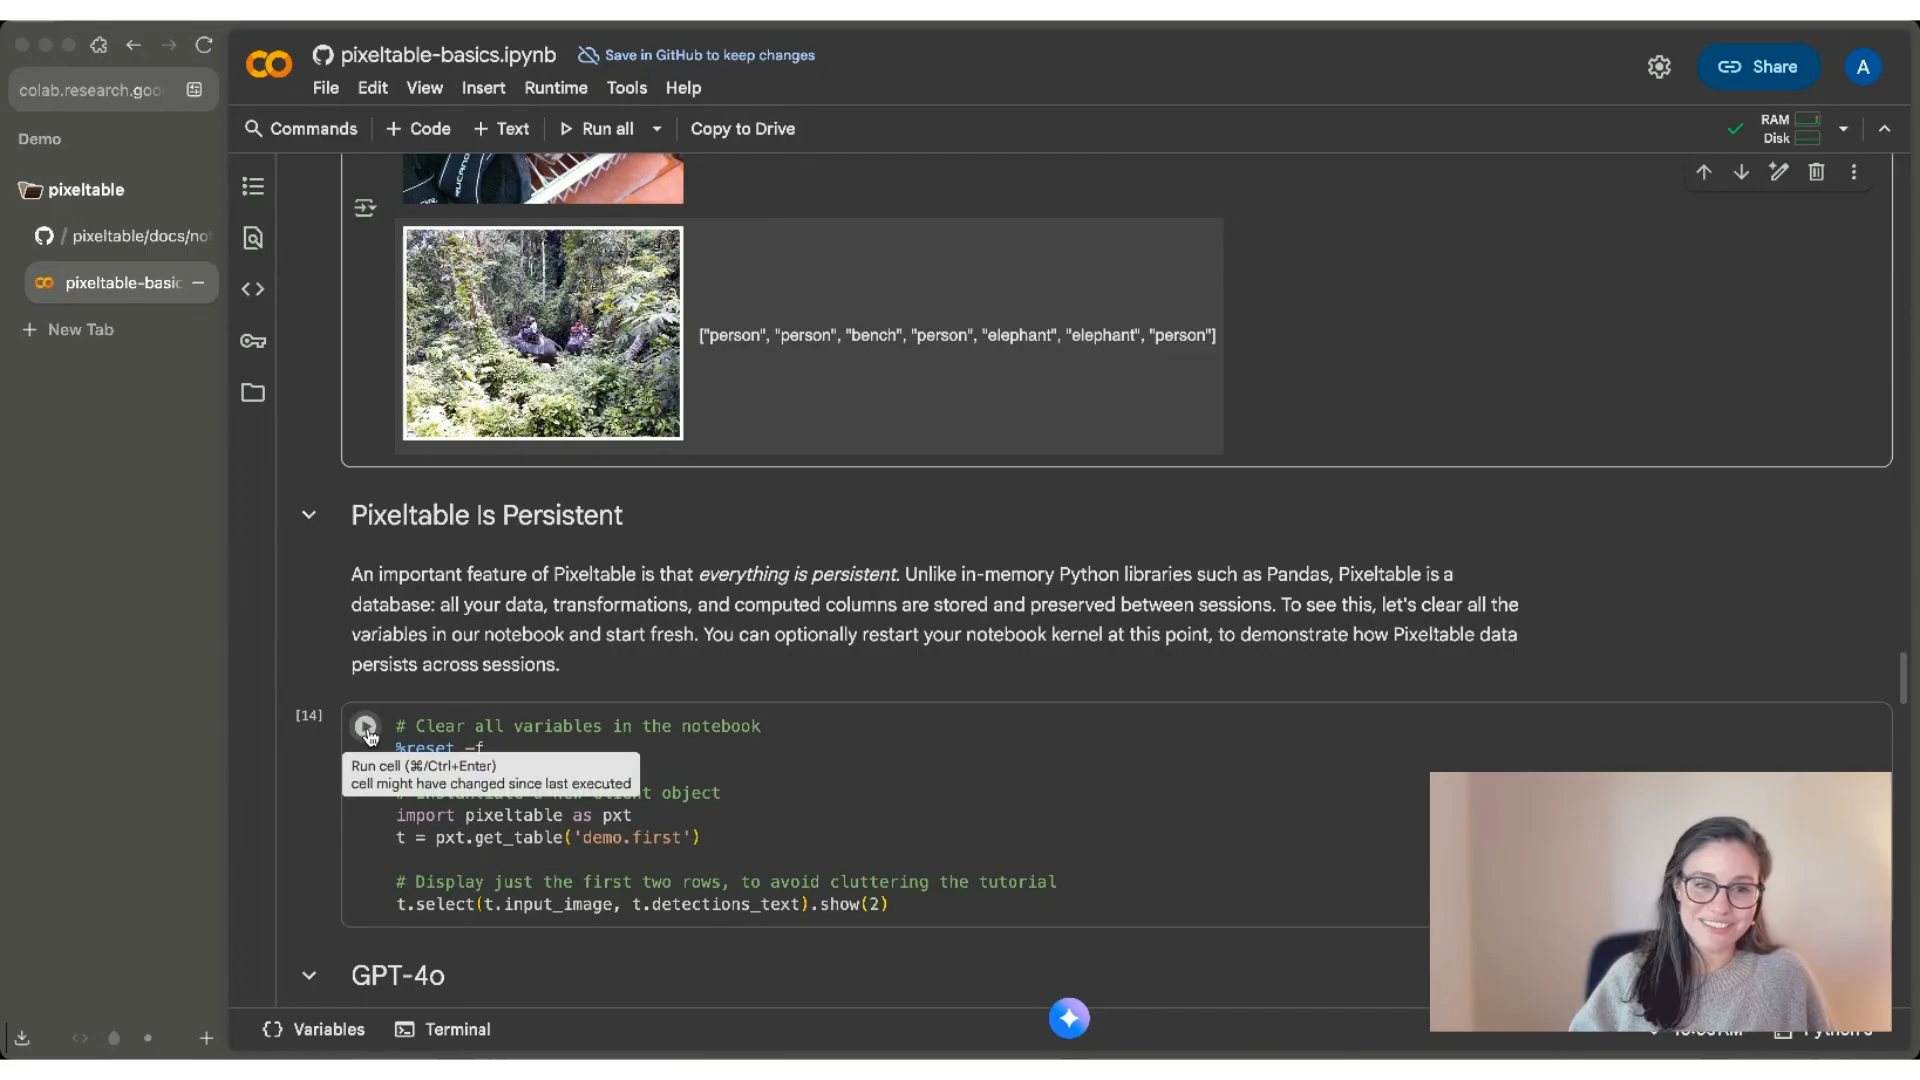 pixeltable-basics.ipynb
Save in GitHub to keep changes
File Edit View Insert Runtime Tools Help
Share
A
colab.research.goo
Commands
+ Code
+ Text
Run all
Copy to Drive
RAM
Disk
Demo
pixeltable
/ pixeltable/docs/not
pixeltable-basic
New Tab
["person", "person", "bench", "person", "elephant", "elephant", "person"]
Pixeltable Is Persistent
An important feature of Pixeltable is that everything is persistent. Unlike in-memory Python libraries such as Pandas, Pixeltable is a
database: all your data, transformations, and computed columns are stored and preserved between sessions. To see this, let's clear all the
variables in our notebook and start fresh. You can optionally restart your notebook kernel at this point, to demonstrate how Pixeltable data
persists across sessions.
[14]
# Clear all variables in the notebook
%reset -f
Run cell (⌘/Ctrl+Enter)
cell might have changed since last executed
object
import pixeltable as pxt
t = pxt.get_table('demo.first')
# Display just the first two rows, to avoid cluttering the tutorial
t.select(t.input_image, t.detections_text).show(2)
GPT-4o
{} Variables
Terminal